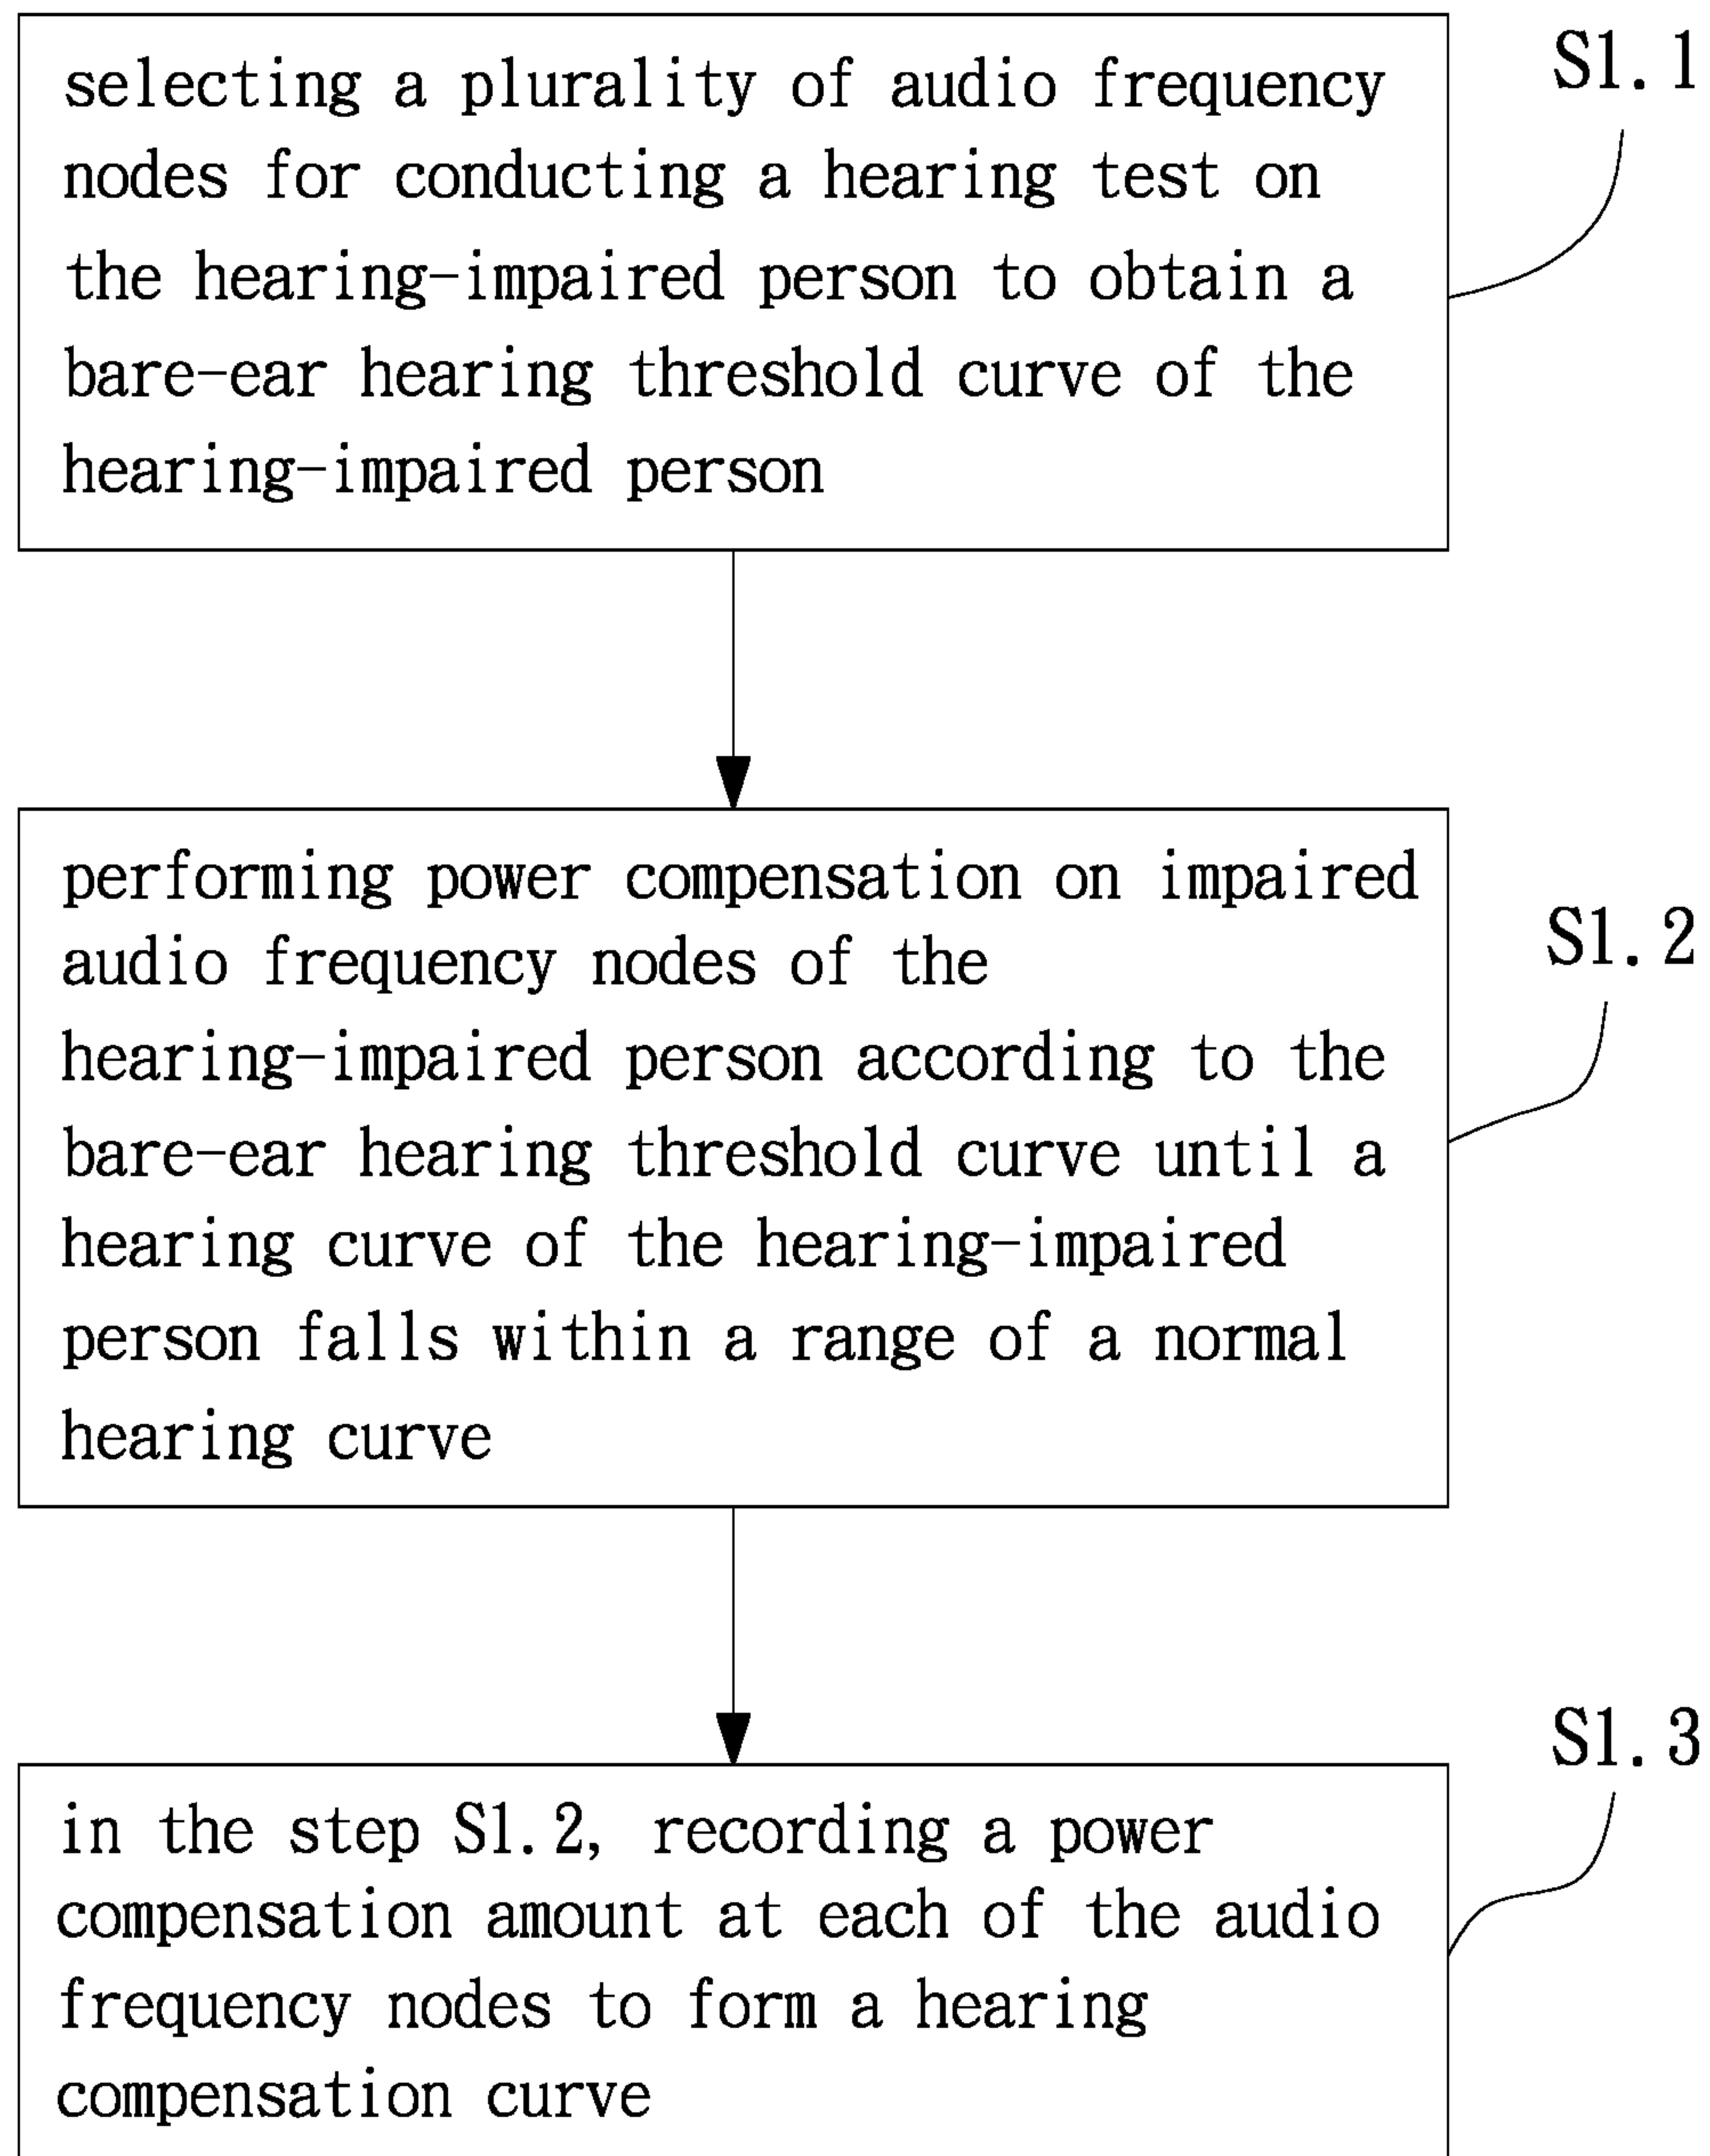 selecting a plurality of audio frequency
nodes for conducting a hearing test on
the hearing-impaired person to obtain a
bare-ear hearing threshold curve of the
hearing-impaired person
S1.1
performing power compensation on impaired
audio frequency nodes of the
hearing-impaired person according to the
bare-ear hearing threshold curve until a
hearing curve of the hearing-impaired
person falls within a range of a normal
hearing curve
S1.2
in the step S1.2, recording a power
compensation amount at each of the audio
frequency nodes to form a hearing
compensation curve
S1.3